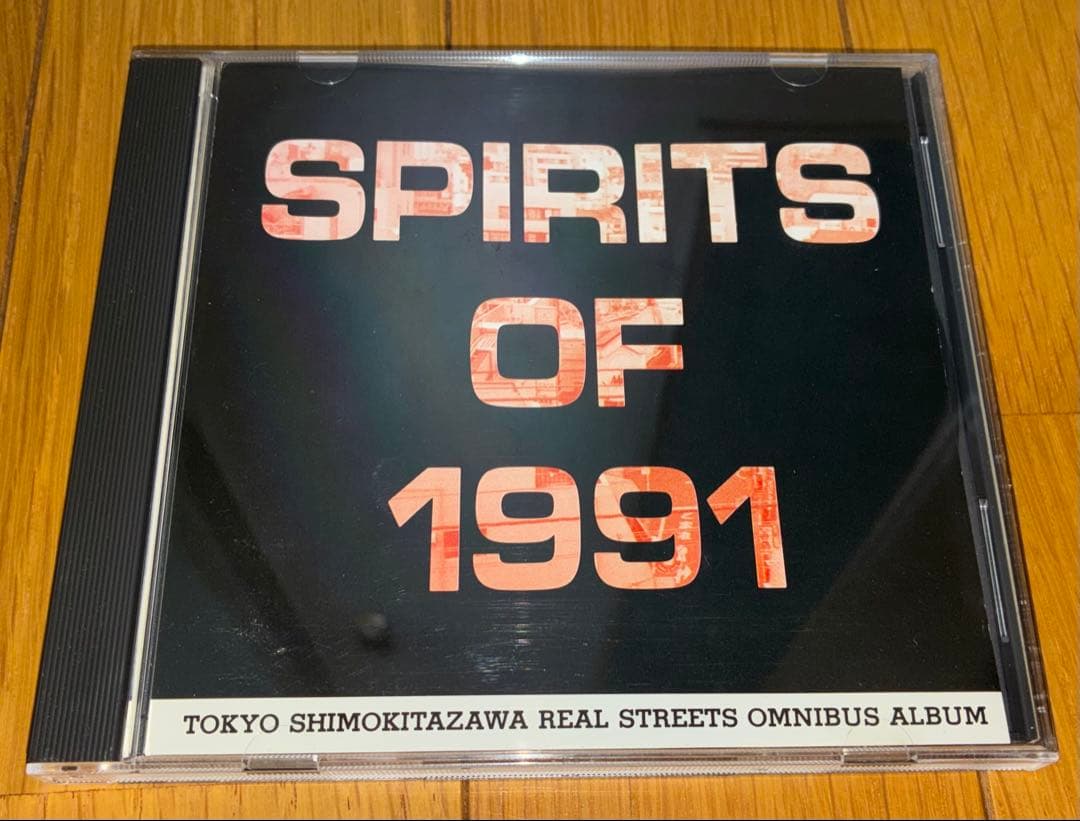 SPIRITS
OF
1991
TOKYO SHIMOKITAZAWA REAL STREETS OMNIBUS ALBUM